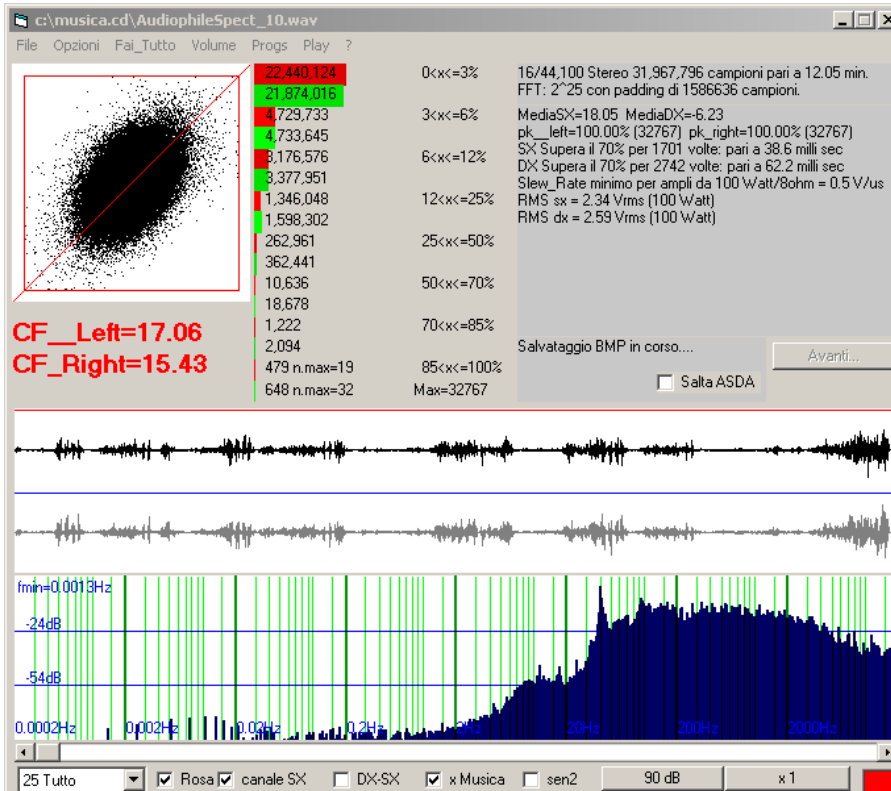 c:\musica.cd\AudiophileSpect_10.wav
File Opzioni Fai_Tutto Volume Progs Play ?
22,440,124 0<x<=3%
21,874,016
4,729,733 3<x<=6%
4,733,645
3,176,576 6<x<=12%
3,377,951
1,346,048 12<x<=25%
1,598,302
262,961 25<x<=50%
362,441
10,636 50<x<=70%
18,678
1,222 70<x<=85%
2,094
479 n.max=19 85<x<=100%
648 n.max=32 Max=32767
16/44,100 Stereo 31,967,796 campioni pari a 12.05 min.
FFT: 2^25 con padding di 1586636 campioni.
MediaSX=18.05 MediaDX=-6.23
pk__left=100.00% (32767) pk_right=100.00% (32767)
SX Supera il 70% per 1701 volte: pari a 38.6 milli sec
DX Supera il 70% per 2742 volte: pari a 62.2 milli sec
Slew_Rate minimo per ampli da 100 Watt/8ohm = 0.5 V/us
RMS sx = 2.34 Vrms (100 Watt)
RMS dx = 2.59 Vrms (100 Watt)
CF__Left=17.06
CF_Right=15.43
Salvataggio BMP in corso....
Avanti...
Salta ASDA
fmin=0.0013Hz
-24dB
-54dB
0.0002Hz 0.002Hz 0.02Hz 0.2Hz 2Hz 20Hz 200Hz 2000Hz
25 Tutto Rosa canale SX DX-SX x Musica sen2 90 dB x 1